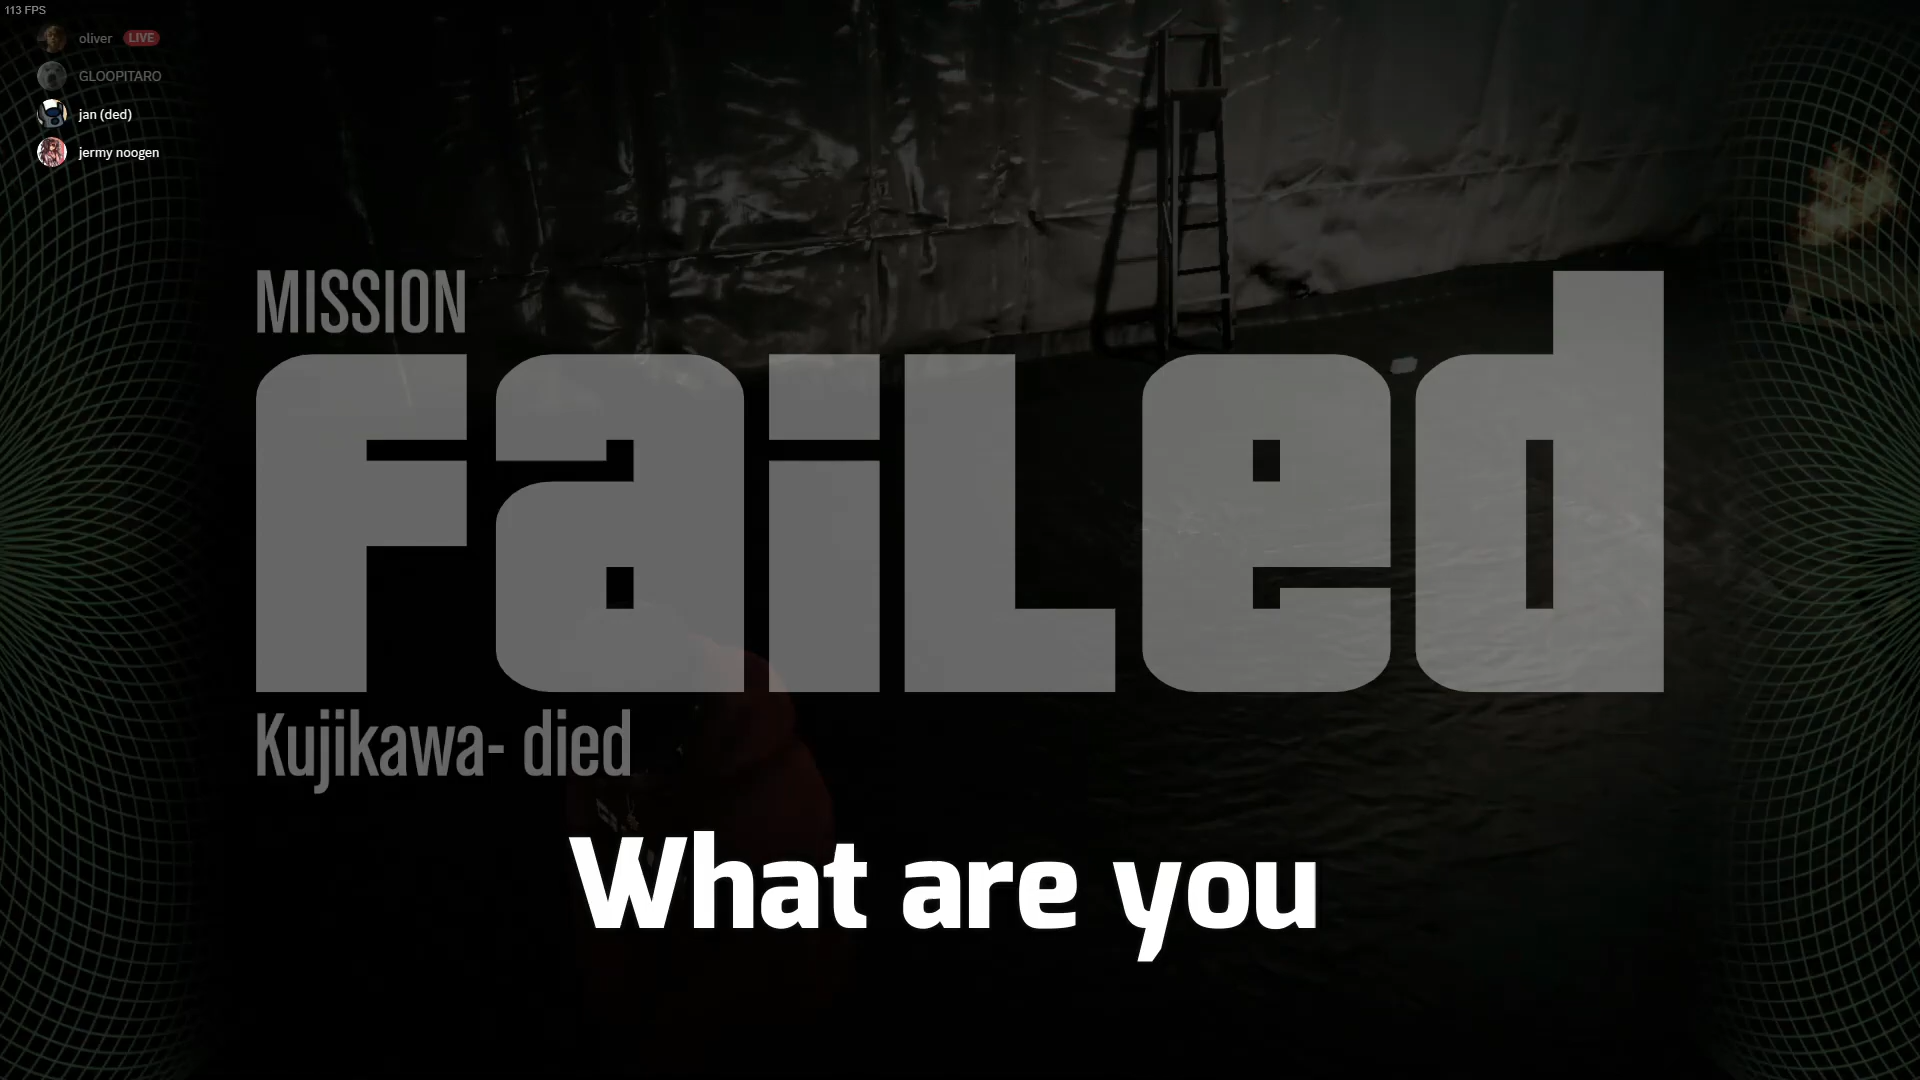 113 FPS
oliver LIVE
GLOOPITARO
jan (ded)
jermy noogen
MISSION
FaiLed
Kujikawa- died
What are you